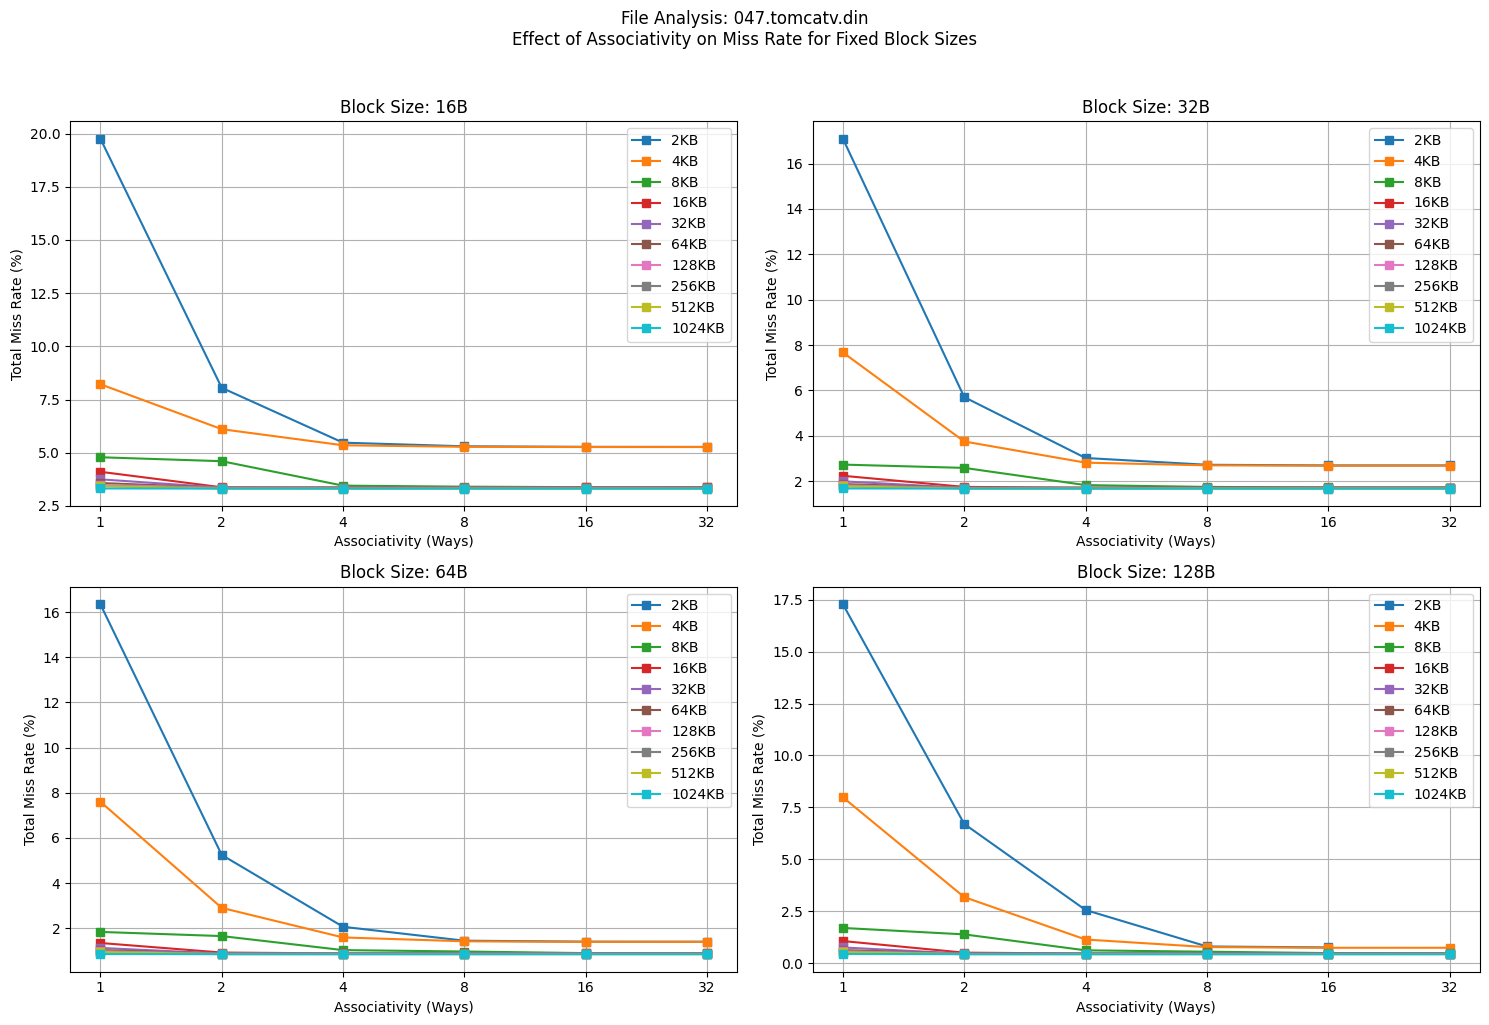 File Analysis: 047.tomcatv.din
Effect of Associativity on Miss Rate for Fixed Block Sizes
Block Size: 16B
Total Miss Rate (%)
20.0
17.5
15.0
12.5
10.0
7.5
5.0
2.5
1 2 4 8 16 32
Associativity (Ways)
2KB
4KB
8KB
16KB
32KB
64KB
128KB
256KB
512KB
1024KB
Block Size: 32B
Total Miss Rate (%)
16
14
12
10
8
6
4
2
1 2 4 8 16 32
Associativity (Ways)
2KB
4KB
8KB
16KB
32KB
64KB
128KB
256KB
512KB
1024KB
Block Size: 64B
Total Miss Rate (%)
16
14
12
10
8
6
4
2
1 2 4 8 16 32
Associativity (Ways)
2KB
4KB
8KB
16KB
32KB
64KB
128KB
256KB
512KB
1024KB
Block Size: 128B
Total Miss Rate (%)
17.5
15.0
12.5
10.0
7.5
5.0
2.5
0.0
1 2 4 8 16 32
Associativity (Ways)
2KB
4KB
8KB
16KB
32KB
64KB
128KB
256KB
512KB
1024KB